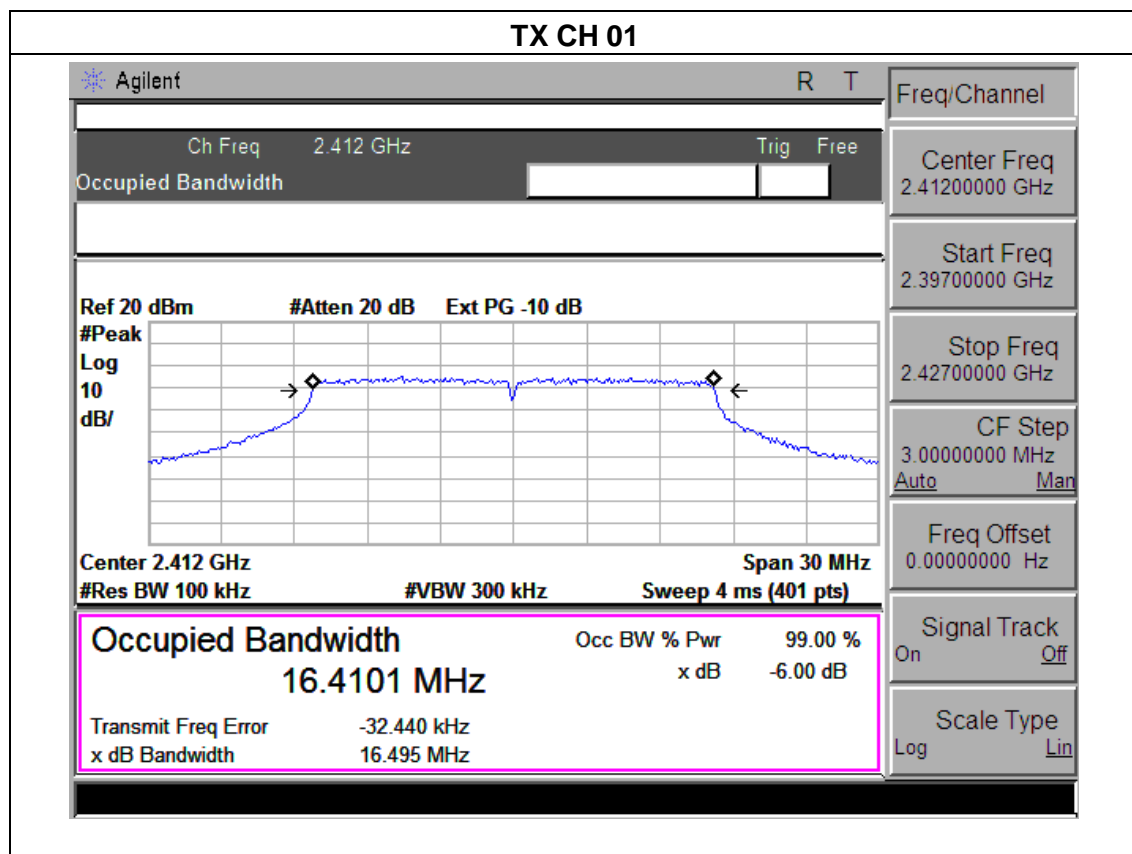 TX CH 01
Agilent R T
Ch Freq 2.412 GHz Trig Free
Occupied Bandwidth
Ref 20 dBm #Atten 20 dB Ext PG -10 dB
#Peak
Log
10
dB/
Center 2.412 GHz Span 30 MHz
#Res BW 100 kHz #VBW 300 kHz Sweep 4 ms (401 pts)
Occupied Bandwidth Occ BW % Pwr 99.00 %
16.4101 MHz x dB -6.00 dB
Transmit Freq Error -32.440 kHz
x dB Bandwidth 16.495 MHz
Freq/Channel
Center Freq
2.41200000 GHz
Start Freq
2.39700000 GHz
Stop Freq
2.42700000 GHz
CF Step
3.00000000 MHz
Auto Man
Freq Offset
0.00000000 Hz
Signal Track
On Off
Scale Type
Log Lin